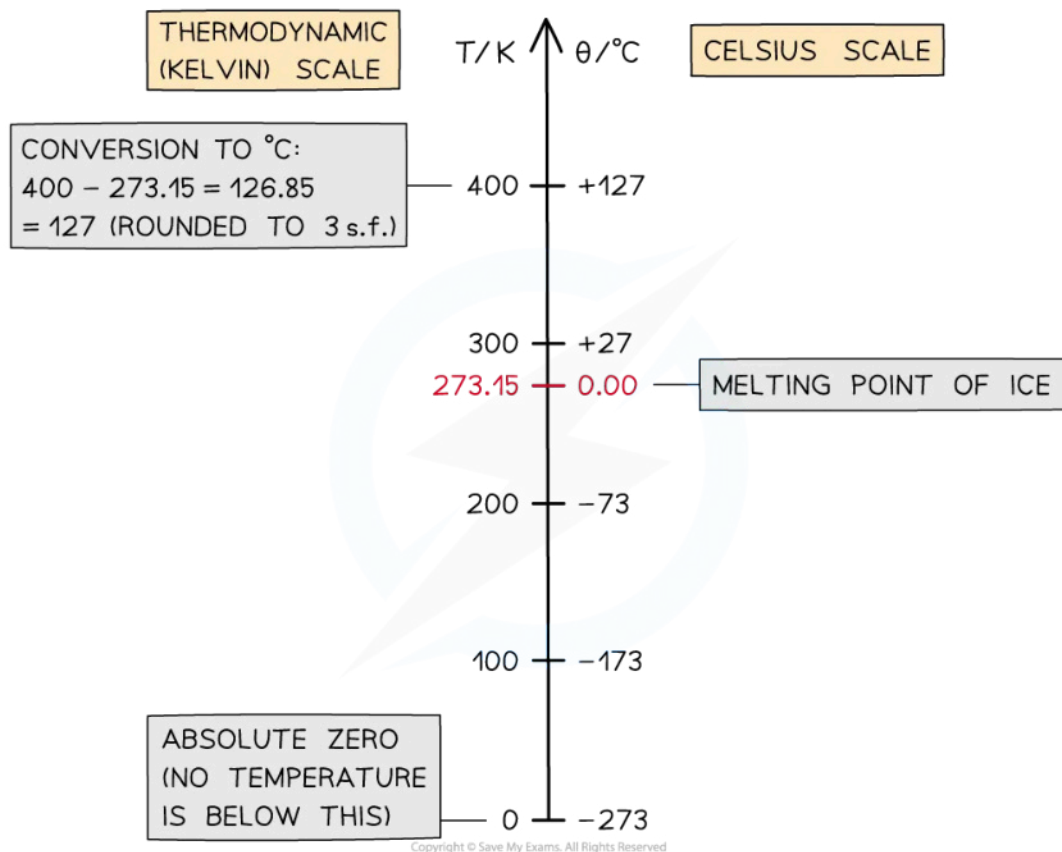 THERMODYNAMIC
(KELVIN) SCALE
T/K θ/°C
CELSIUS SCALE
CONVERSION TO °C:
400 – 273.15 = 126.85
= 127 (ROUNDED TO 3 s.f.)
400 +127
300 +27
273.15 0.00
MELTING POINT OF ICE
200 –73
100 –173
ABSOLUTE ZERO
(NO TEMPERATURE
IS BELOW THIS)
0 –273
Copyright © Save My Exams. All Rights Reserved